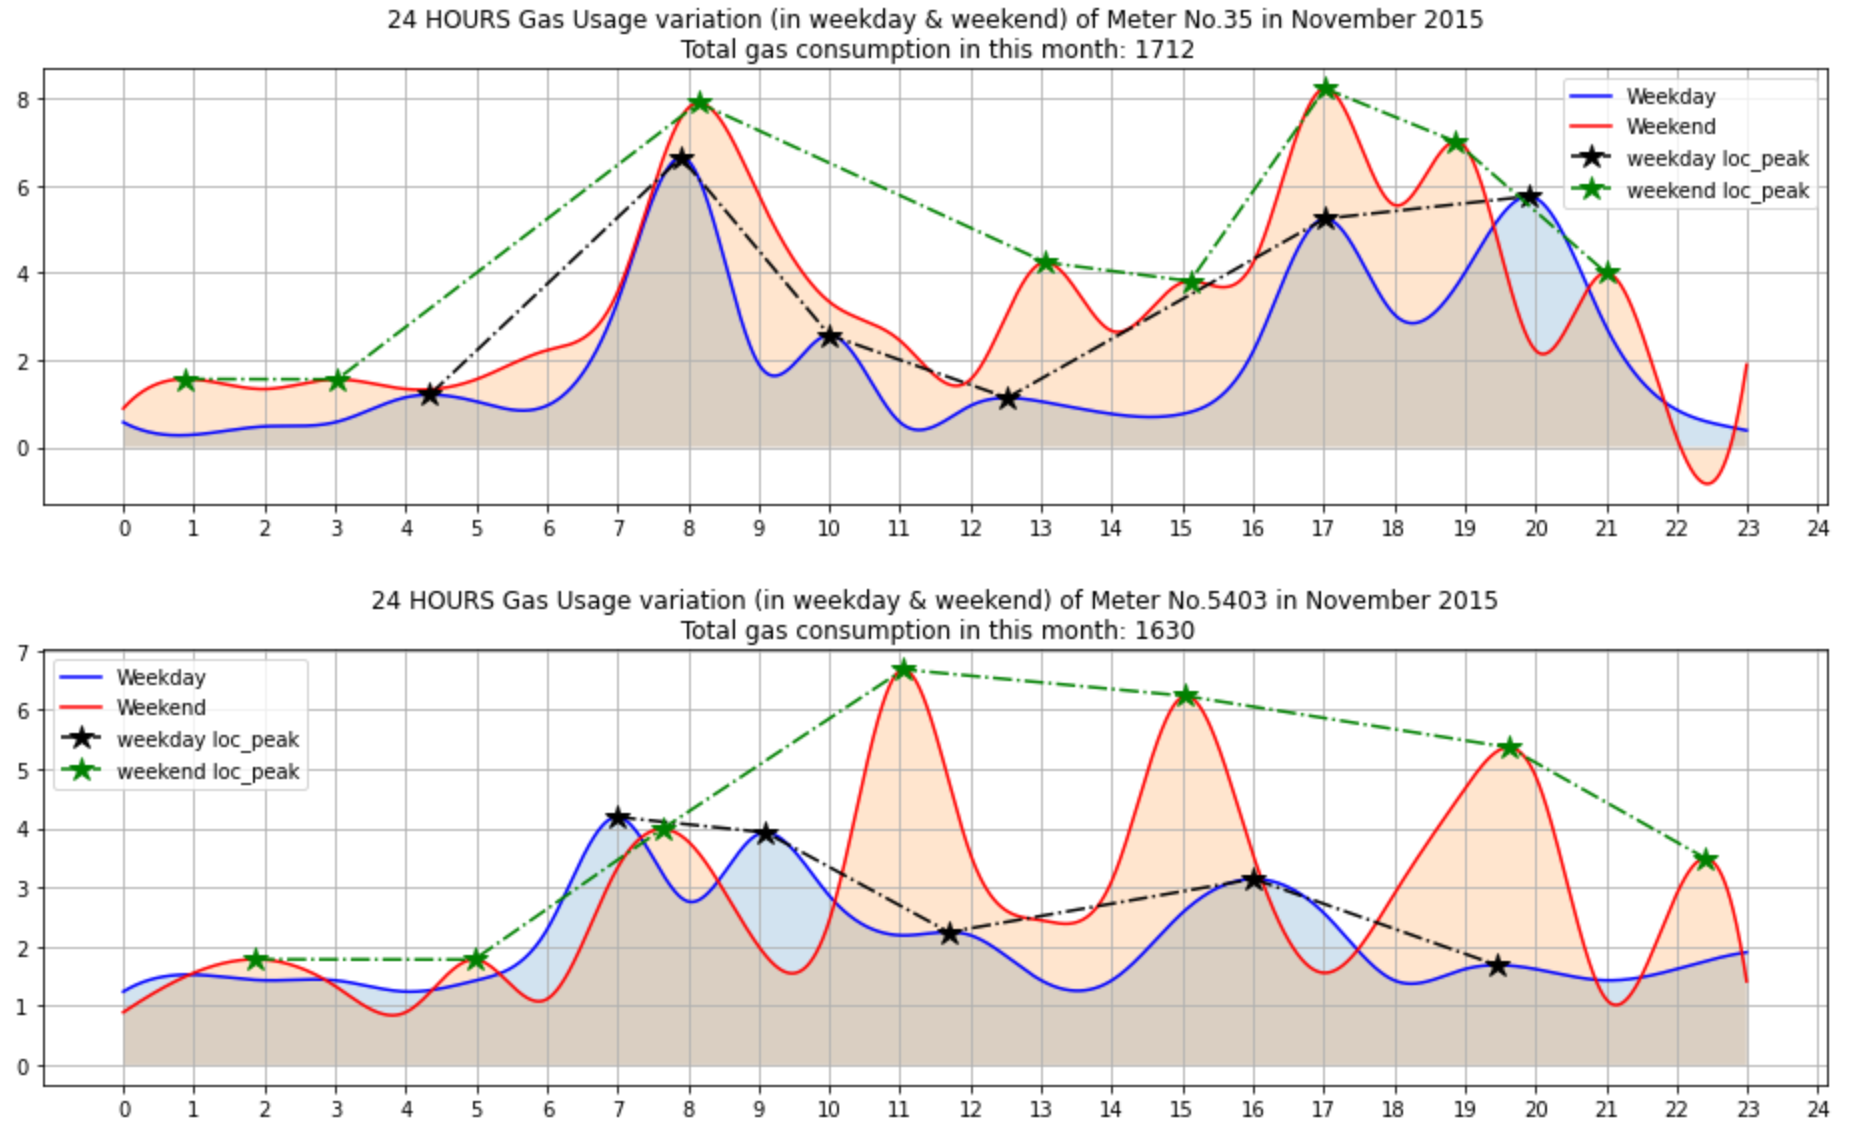 24 HOURS Gas Usage variation (in weekday & weekend) of Meter No.35 in November 2015
Total gas consumption in this month: 1712
8
6
4
2
0
Weekday
Weekend
weekday loc_peak
weekend loc_peak
0 1 2 3 4 5 6 7 8 9 10 11 12 13 14 15 16 17 18 19 20 21 22 23 24
24 HOURS Gas Usage variation (in weekday & weekend) of Meter No.5403 in November 2015
Total gas consumption in this month: 1630
7
6
5
4
3
2
1
0
Weekday
Weekend
weekday loc_peak
weekend loc_peak
0 1 2 3 4 5 6 7 8 9 10 11 12 13 14 15 16 17 18 19 20 21 22 23 24